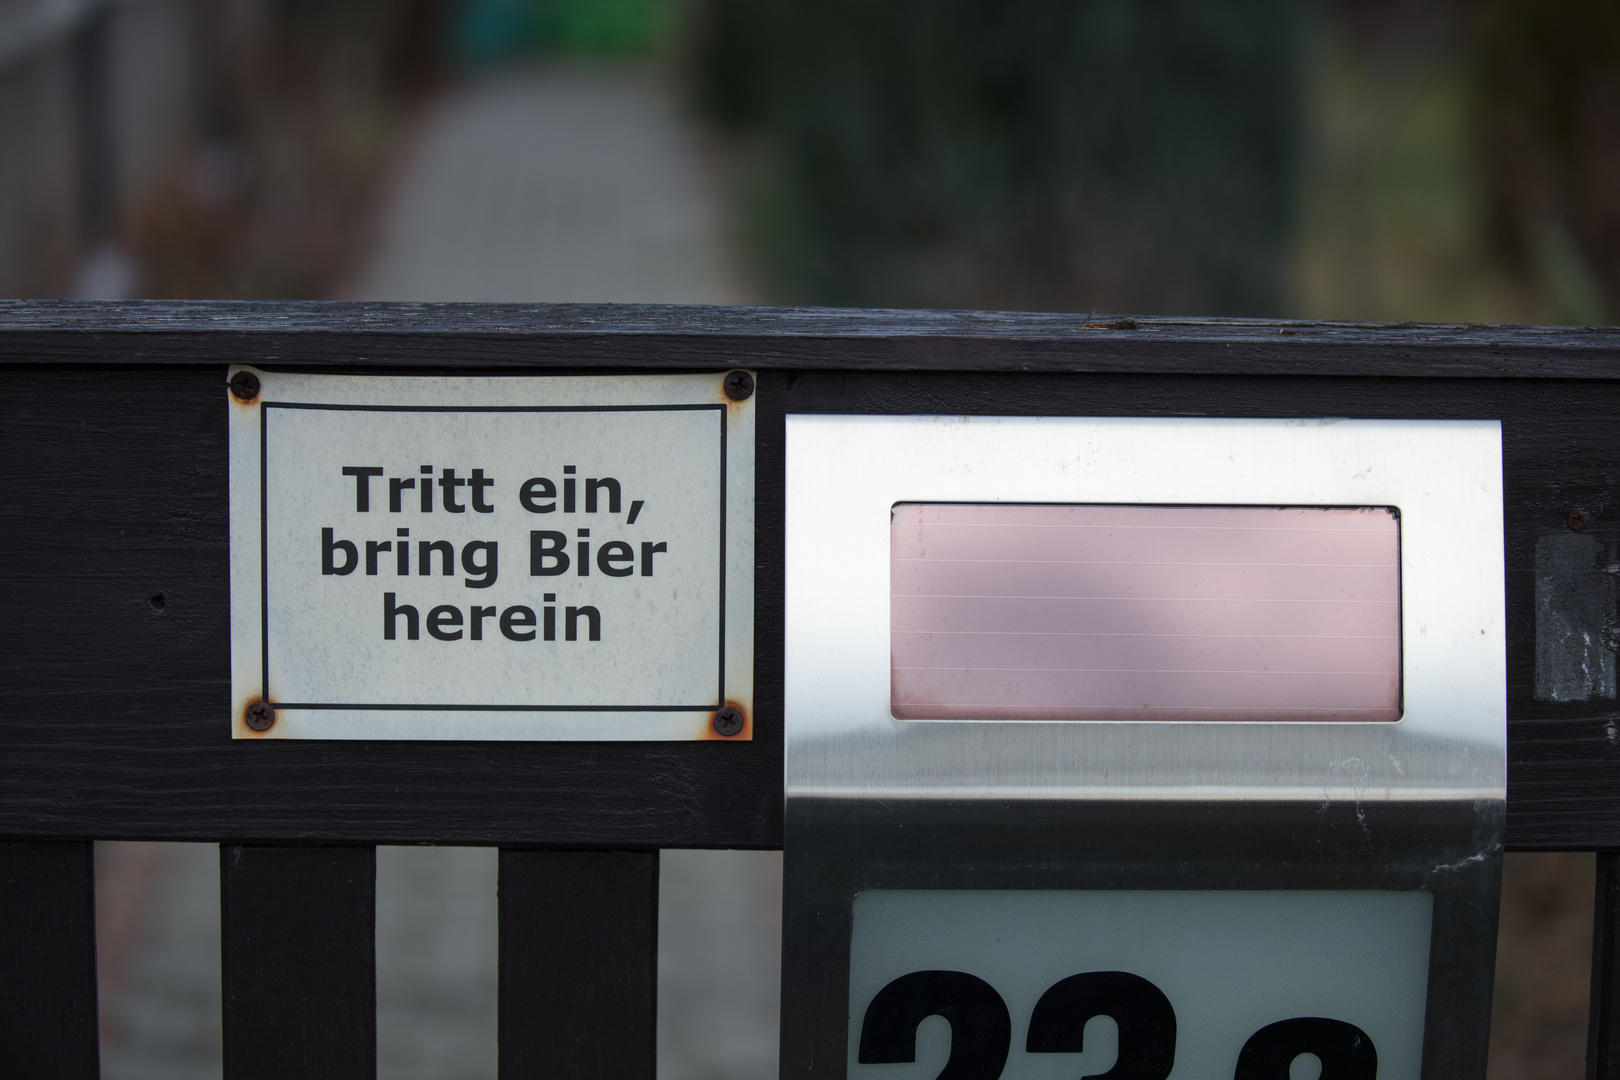 Tritt ein,
bring Bier
herein